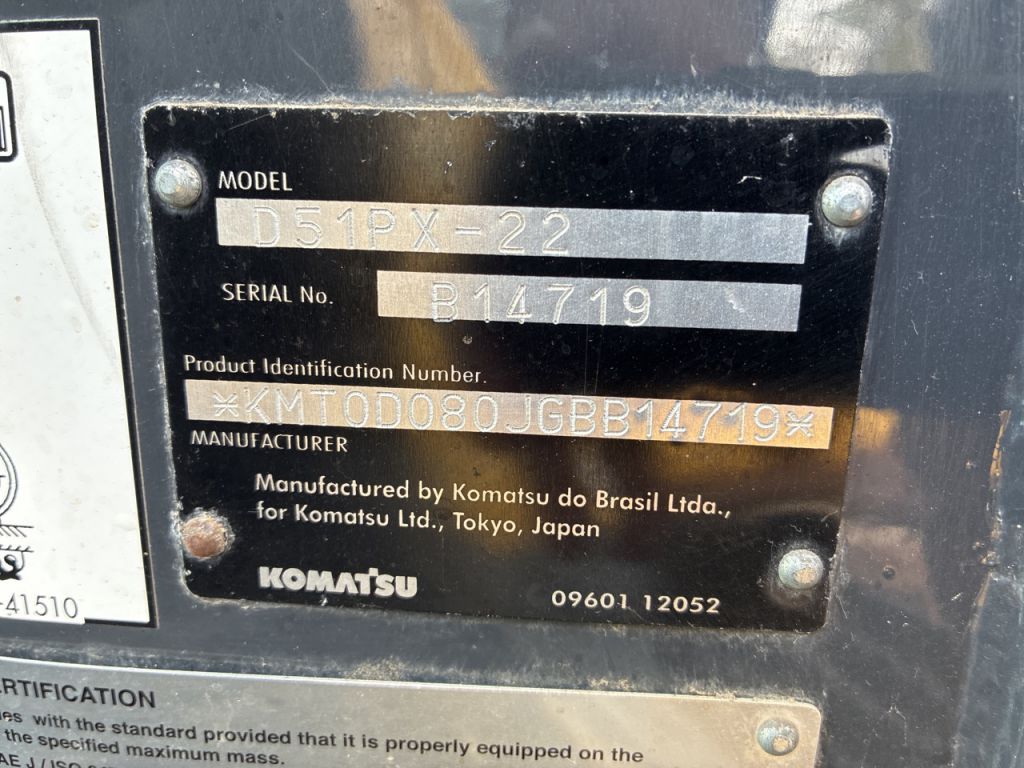 MODEL
D51PX-22
SERIAL No.
B14719
Product Identification Number.
*KMT0D080JGBB14719*
MANUFACTURER
Manufactured by Komatsu do Brasil Ltda.,
for Komatsu Ltd., Tokyo, Japan
KOMATSU
09601 12052
-41510
RTIFICATION
with the standard provided that it is properly equipped on the
the specified maximum mass.